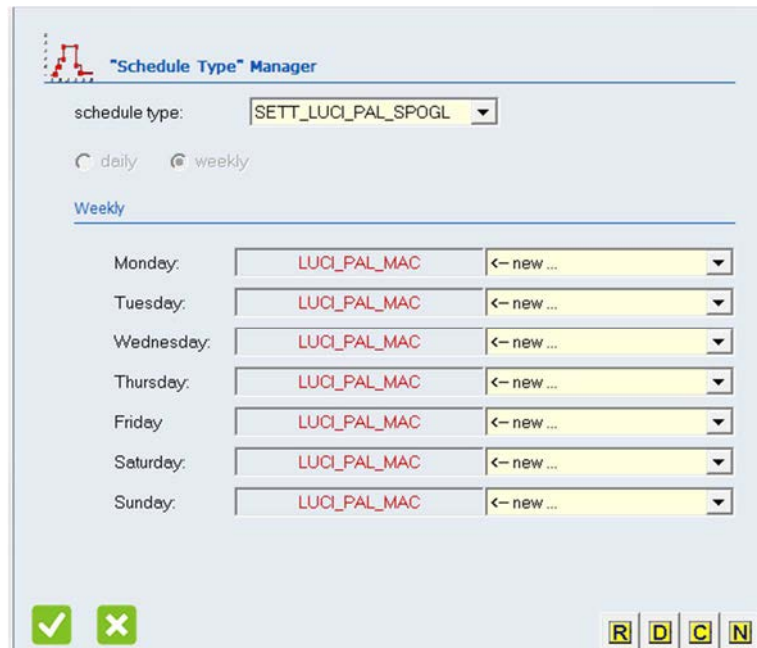 "Schedule Type" Manager
schedule type: SETT_LUCI_PAL_SPOGL
daily weekly
Weekly
Monday: LUCI_PAL_MAC <-- new ...
Tuesday: LUCI_PAL_MAC <-- new ...
Wednesday: LUCI_PAL_MAC <-- new ...
Thursday: LUCI_PAL_MAC <-- new ...
Friday LUCI_PAL_MAC <-- new ...
Saturday: LUCI_PAL_MAC <-- new ...
Sunday: LUCI_PAL_MAC <-- new ...
R D C N